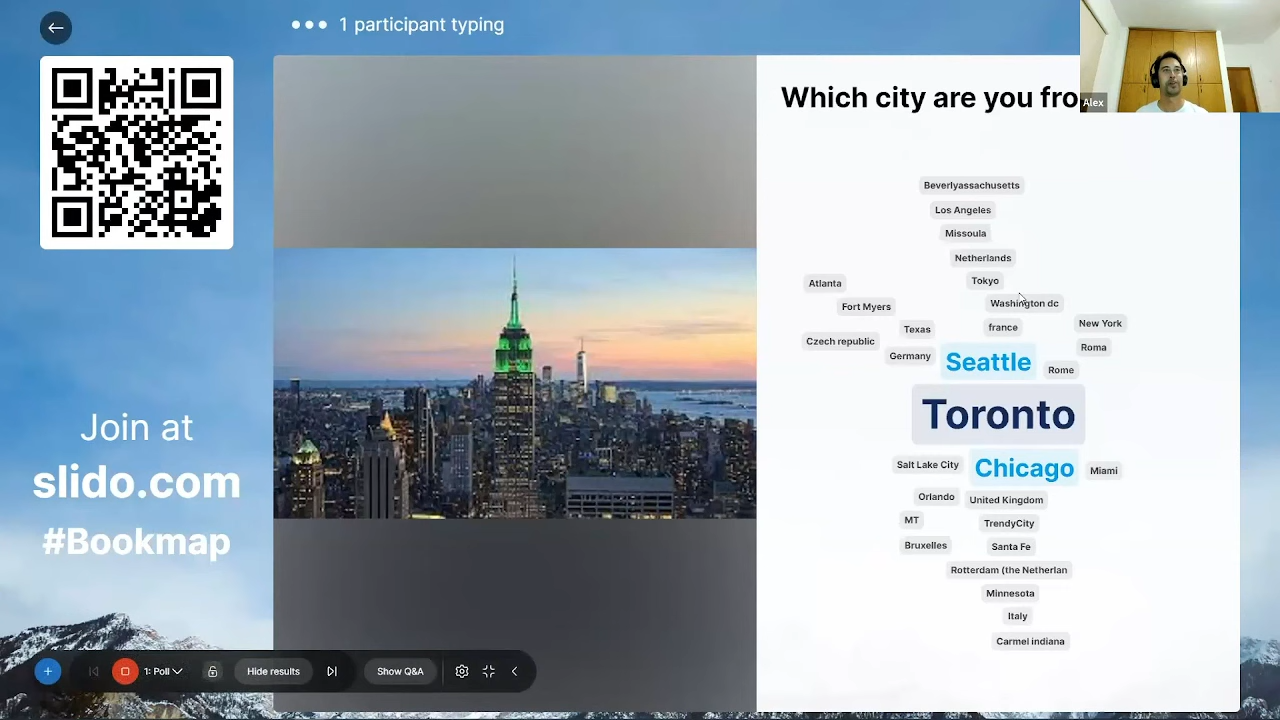 ••• 1 participant typing
Join at
slido.com
#Bookmap
Which city are you fro
Alex
Beverlyassachusetts
Los Angeles
Missoula
Netherlands
Tokyo
Atlanta
Washington dc
Fort Myers
New York
france
Texas
Czech republic
Roma
Germany
Seattle
Rome
Toronto
Salt Lake City
Chicago
Miami
Orlando
United Kingdom
MT
TrendyCity
Bruxelles
Santa Fe
Rotterdam (the Netherlan
Minnesota
Italy
Carmel indiana
1: Poll
Hide results
Show Q&A